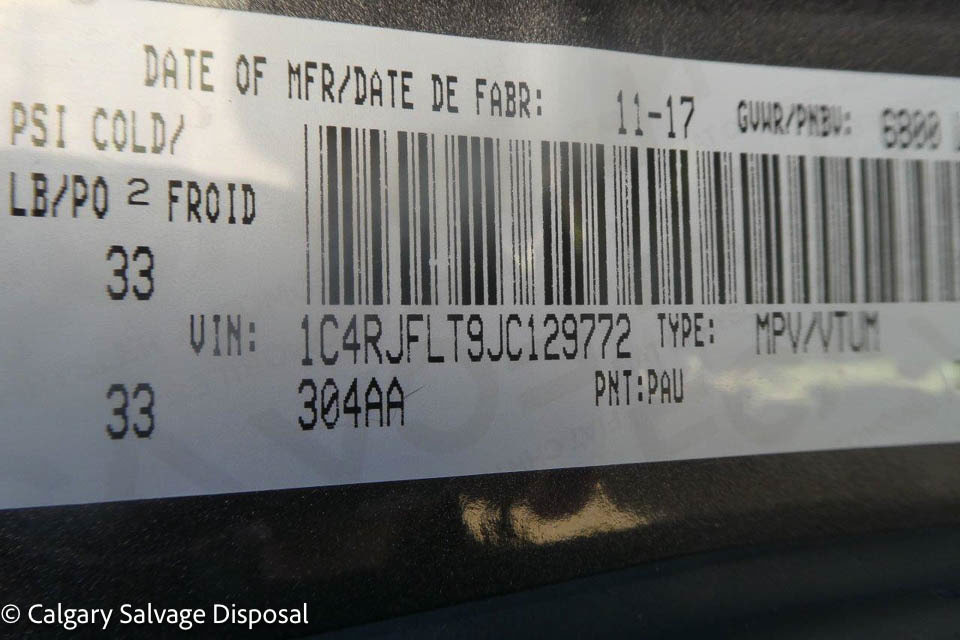 DATE OF MFR/DATE DE FABR: 11-17 GVWR/PNBV: 6800
PSI COLD/
LB/PO 2 FROID
33
VIN: 1C4RJFLT9JC129772 TYPE: MPV/VTUM
33 304AA PNT:PAU
© Calgary Salvage Disposal